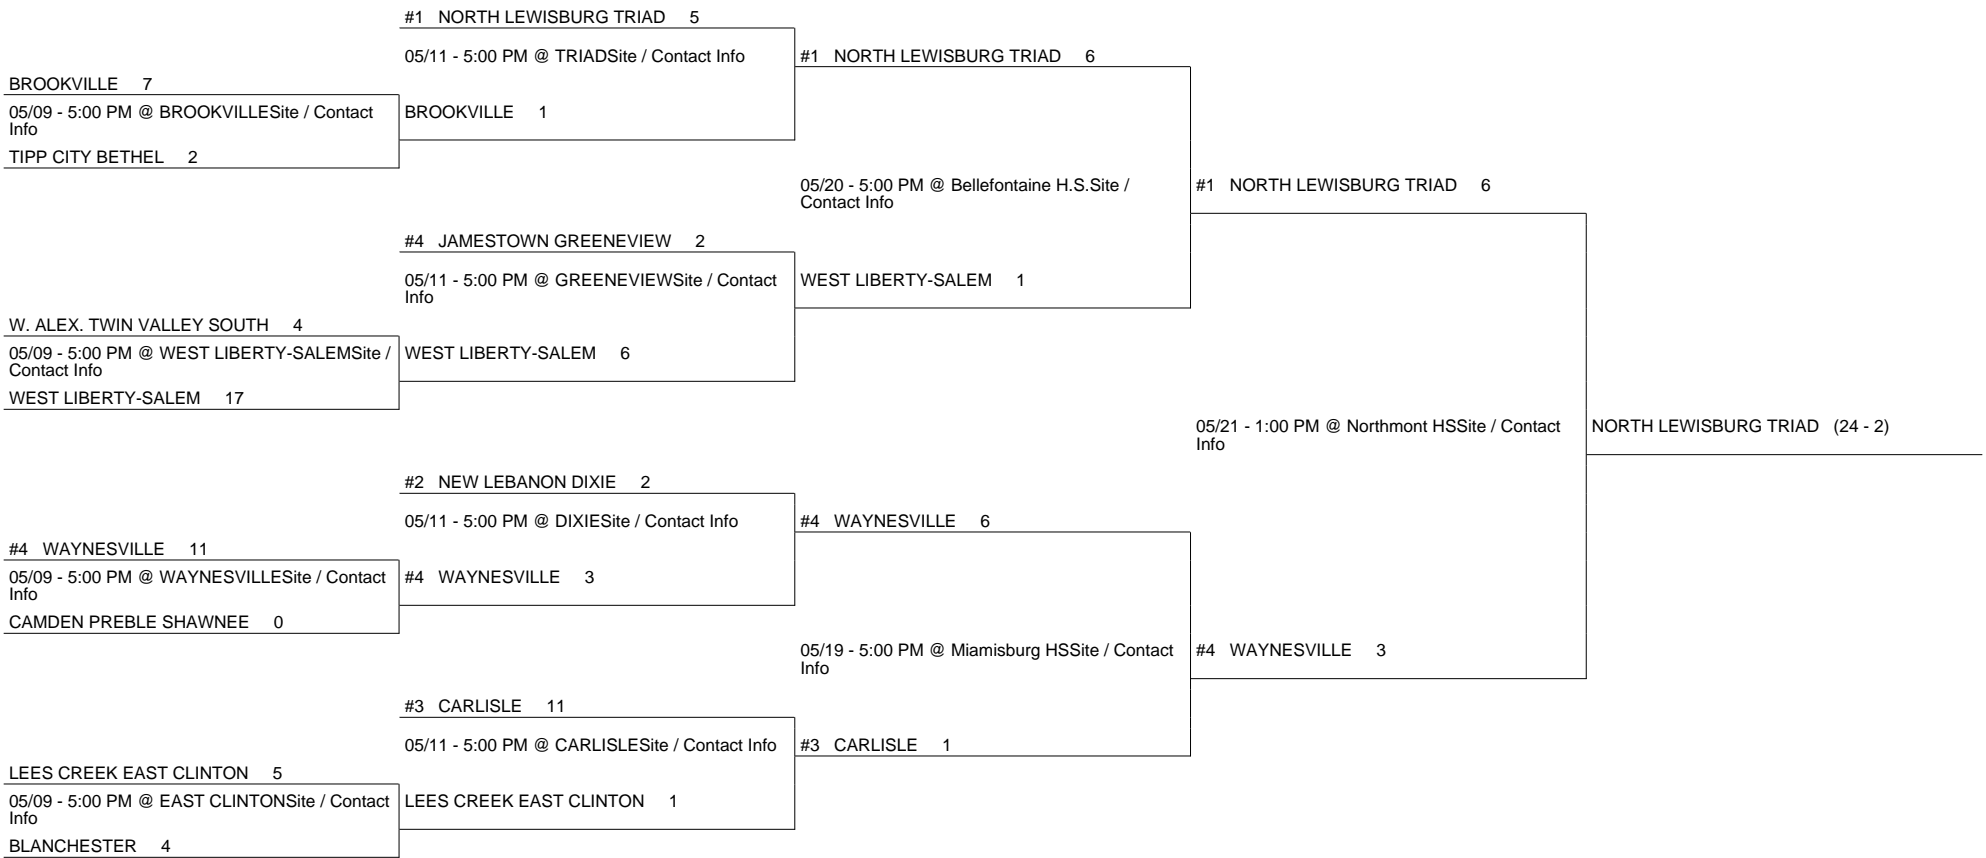 #1 NORTH LEWISBURG TRIAD 5
05/11 - 5:00 PM @ TRIADSite / Contact Info
#1 NORTH LEWISBURG TRIAD 6
BROOKVILLE 7
05/09 - 5:00 PM @ BROOKVILLESite / Contact
Info
BROOKVILLE 1
TIPP CITY BETHEL 2
05/20 - 5:00 PM @ Bellefontaine H.S.Site /
Contact Info
#1 NORTH LEWISBURG TRIAD 6
#4 JAMESTOWN GREENEVIEW 2
05/11 - 5:00 PM @ GREENEVIEWSite / Contact
Info
WEST LIBERTY-SALEM 1
W. ALEX. TWIN VALLEY SOUTH 4
05/09 - 5:00 PM @ WEST LIBERTY-SALEMSite /
Contact Info
WEST LIBERTY-SALEM 6
WEST LIBERTY-SALEM 17
05/21 - 1:00 PM @ Northmont HSSite / Contact
Info
NORTH LEWISBURG TRIAD (24 - 2)
#2 NEW LEBANON DIXIE 2
05/11 - 5:00 PM @ DIXIESite / Contact Info
#4 WAYNESVILLE 6
#4 WAYNESVILLE 11
05/09 - 5:00 PM @ WAYNESVILLESite / Contact
Info
#4 WAYNESVILLE 3
CAMDEN PREBLE SHAWNEE 0
05/19 - 5:00 PM @ Miamisburg HSSite / Contact
Info
#4 WAYNESVILLE 3
#3 CARLISLE 11
05/11 - 5:00 PM @ CARLISLESite / Contact Info
#3 CARLISLE 1
LEES CREEK EAST CLINTON 5
05/09 - 5:00 PM @ EAST CLINTONSite / Contact
Info
LEES CREEK EAST CLINTON 1
BLANCHESTER 4